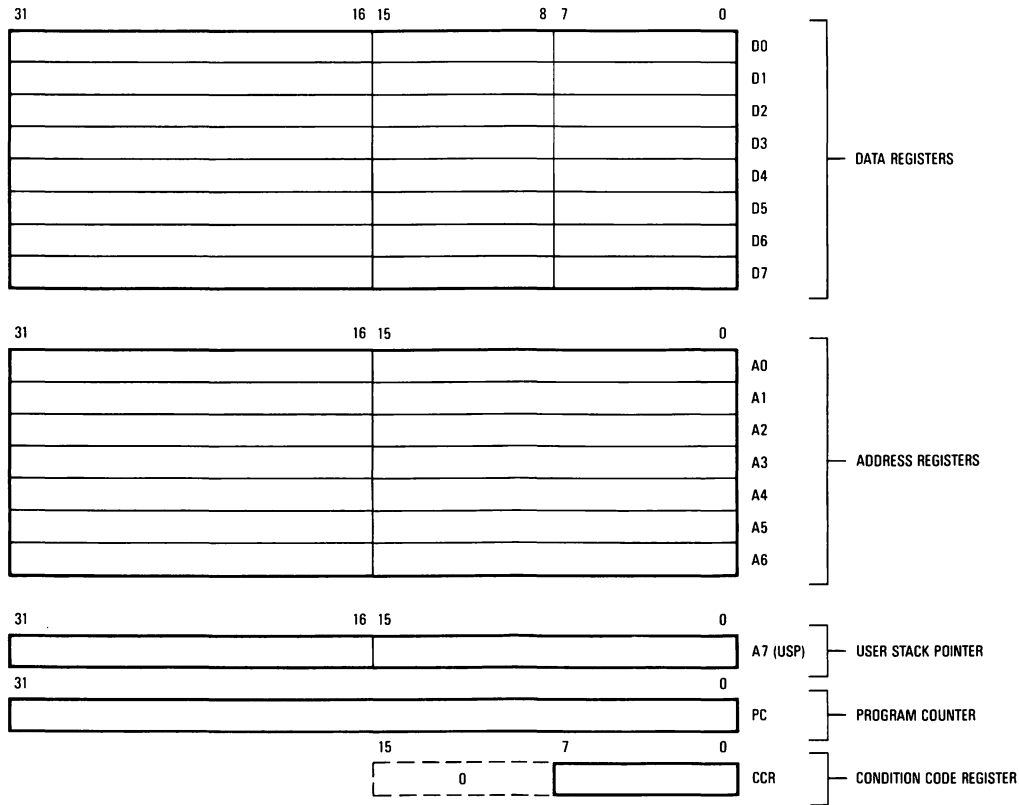 31 16 15 8 7 0
D0
D1
D2
D3
D4
D5
D6
D7
DATA REGISTERS
31 16 15 0
A0
A1
A2
A3
A4
A5
A6
ADDRESS REGISTERS
31 16 15 0
A7 (USP) USER STACK POINTER
31 0
PC PROGRAM COUNTER
15 7 0
0 CCR CONDITION CODE REGISTER